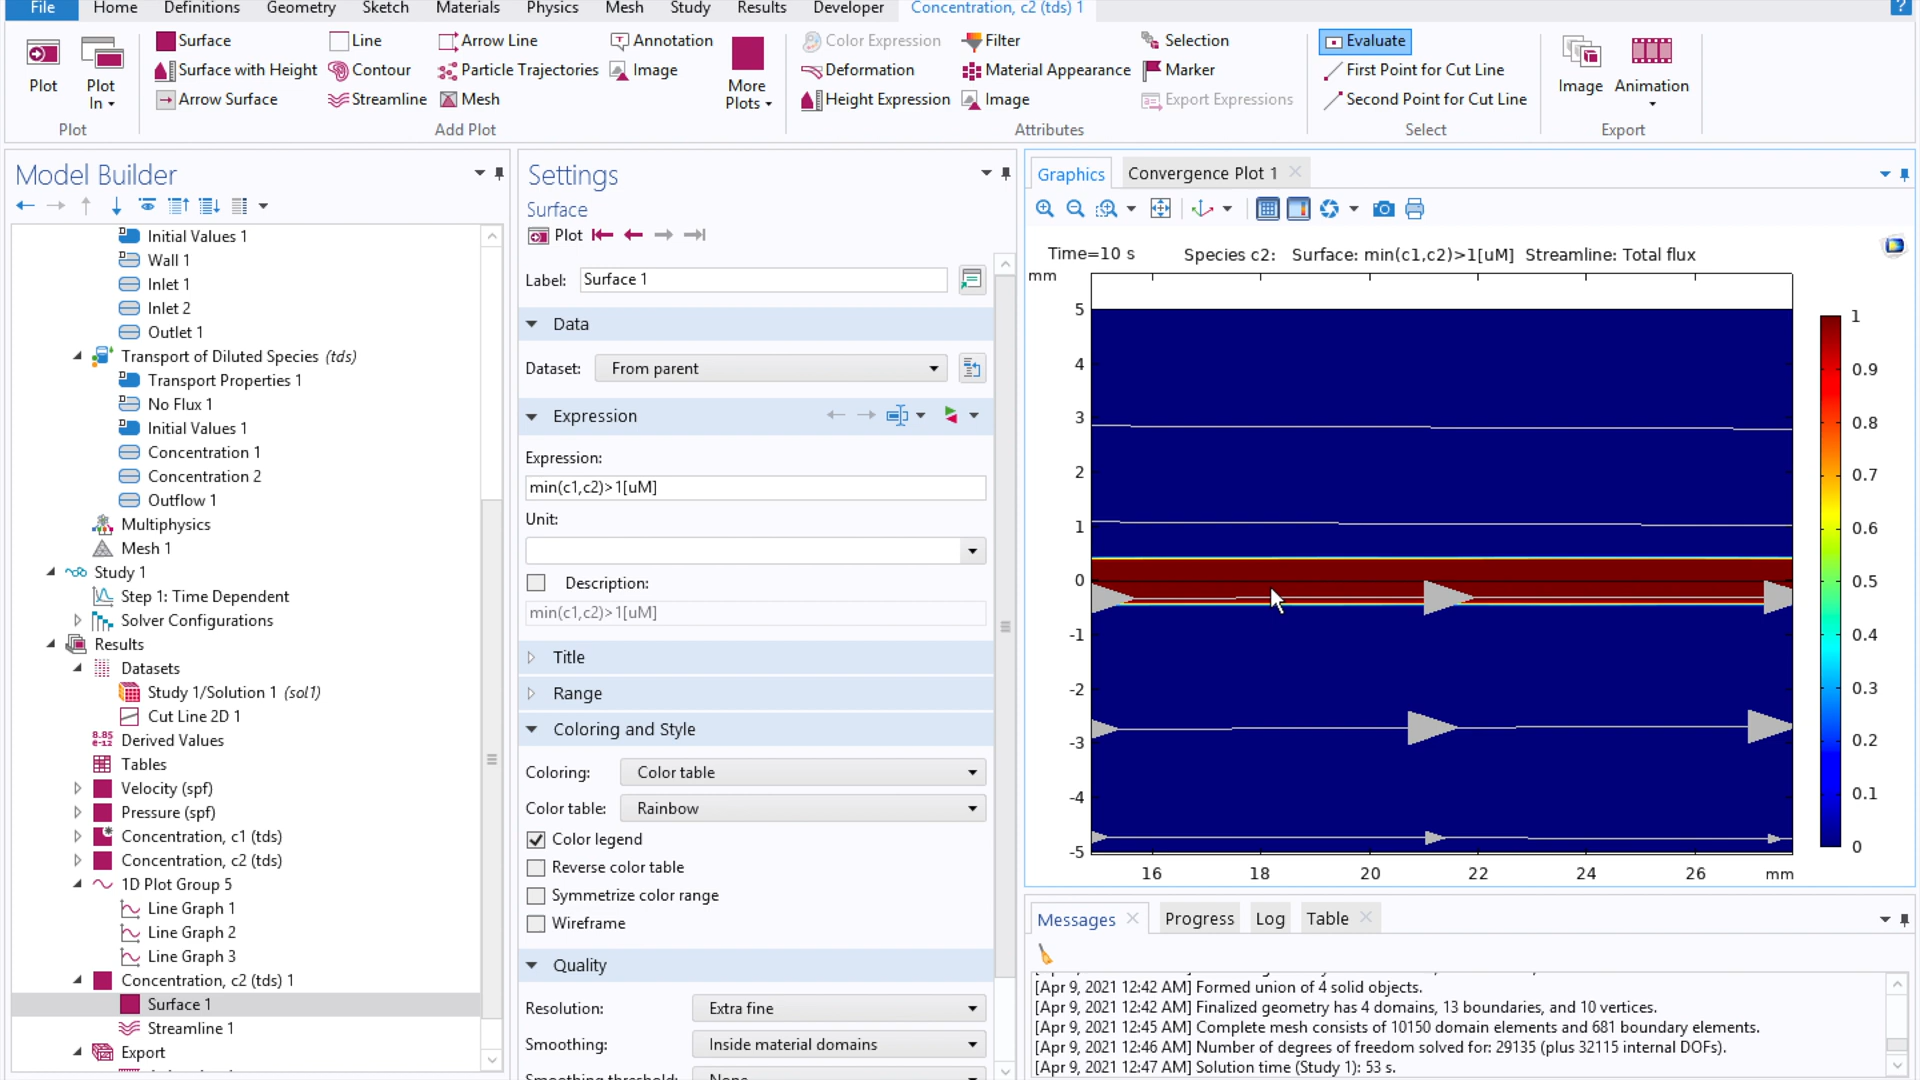 File Home Definitions Geometry Sketch Materials Physics Mesh Study Results Developer Concentration, c2 (tds) 1 ?
Surface Line Arrow Line Annotation Color Expression Filter Selection Evaluate
Plot Plot In Surface with Height Contour Particle Trajectories Image More Plots Deformation Material Appearance Marker First Point for Cut Line Image Animation
Arrow Surface Streamline Mesh Height Expression Image Export Expressions Second Point for Cut Line
Plot Add Plot Attributes Select Export
Model Builder
Initial Values 1
Wall 1
Inlet 1
Inlet 2
Outlet 1
Transport of Diluted Species (tds)
Transport Properties 1
No Flux 1
Initial Values 1
Concentration 1
Concentration 2
Outflow 1
Multiphysics
Mesh 1
Study 1
Step 1: Time Dependent
Solver Configurations
Results
Datasets
Study 1/Solution 1 (sol1)
Cut Line 2D 1
8.85
e-12
Derived Values
Tables
Velocity (spf)
Pressure (spf)
Concentration, c1 (tds)
Concentration, c2 (tds)
1D Plot Group 5
Line Graph 1
Line Graph 2
Line Graph 3
Concentration, c2 (tds) 1
Surface 1
Streamline 1
Export
Settings
Surface
Plot
Label: Surface 1
Data
Dataset: From parent
Expression
Expression:
min(c1,c2)>1[uM]
Unit:
Description:
min(c1,c2)>1[uM]
Title
Range
Coloring and Style
Coloring: Color table
Color table: Rainbow
Color legend
Reverse color table
Symmetrize color range
Wireframe
Quality
Resolution: Extra fine
Smoothing: Inside material domains
Smoothing threshold: None
Graphics Convergence Plot 1
Time=10 s Species c2: Surface: min(c1,c2)>1[uM] Streamline: Total flux
mm
5
4
3
2
1
0
-1
-2
-3
-4
-5
16 18 20 22 24 26 mm
1
0.9
0.8
0.7
0.6
0.5
0.4
0.3
0.2
0.1
0
Messages Progress Log Table
[Apr 9, 2021 12:42 AM] Formed union of 4 solid objects.
[Apr 9, 2021 12:42 AM] Finalized geometry has 4 domains, 13 boundaries, and 10 vertices.
[Apr 9, 2021 12:45 AM] Complete mesh consists of 10150 domain elements and 681 boundary elements.
[Apr 9, 2021 12:46 AM] Number of degrees of freedom solved for: 29135 (plus 32115 internal DOFs).
[Apr 9, 2021 12:47 AM] Solution time (Study 1): 53 s.